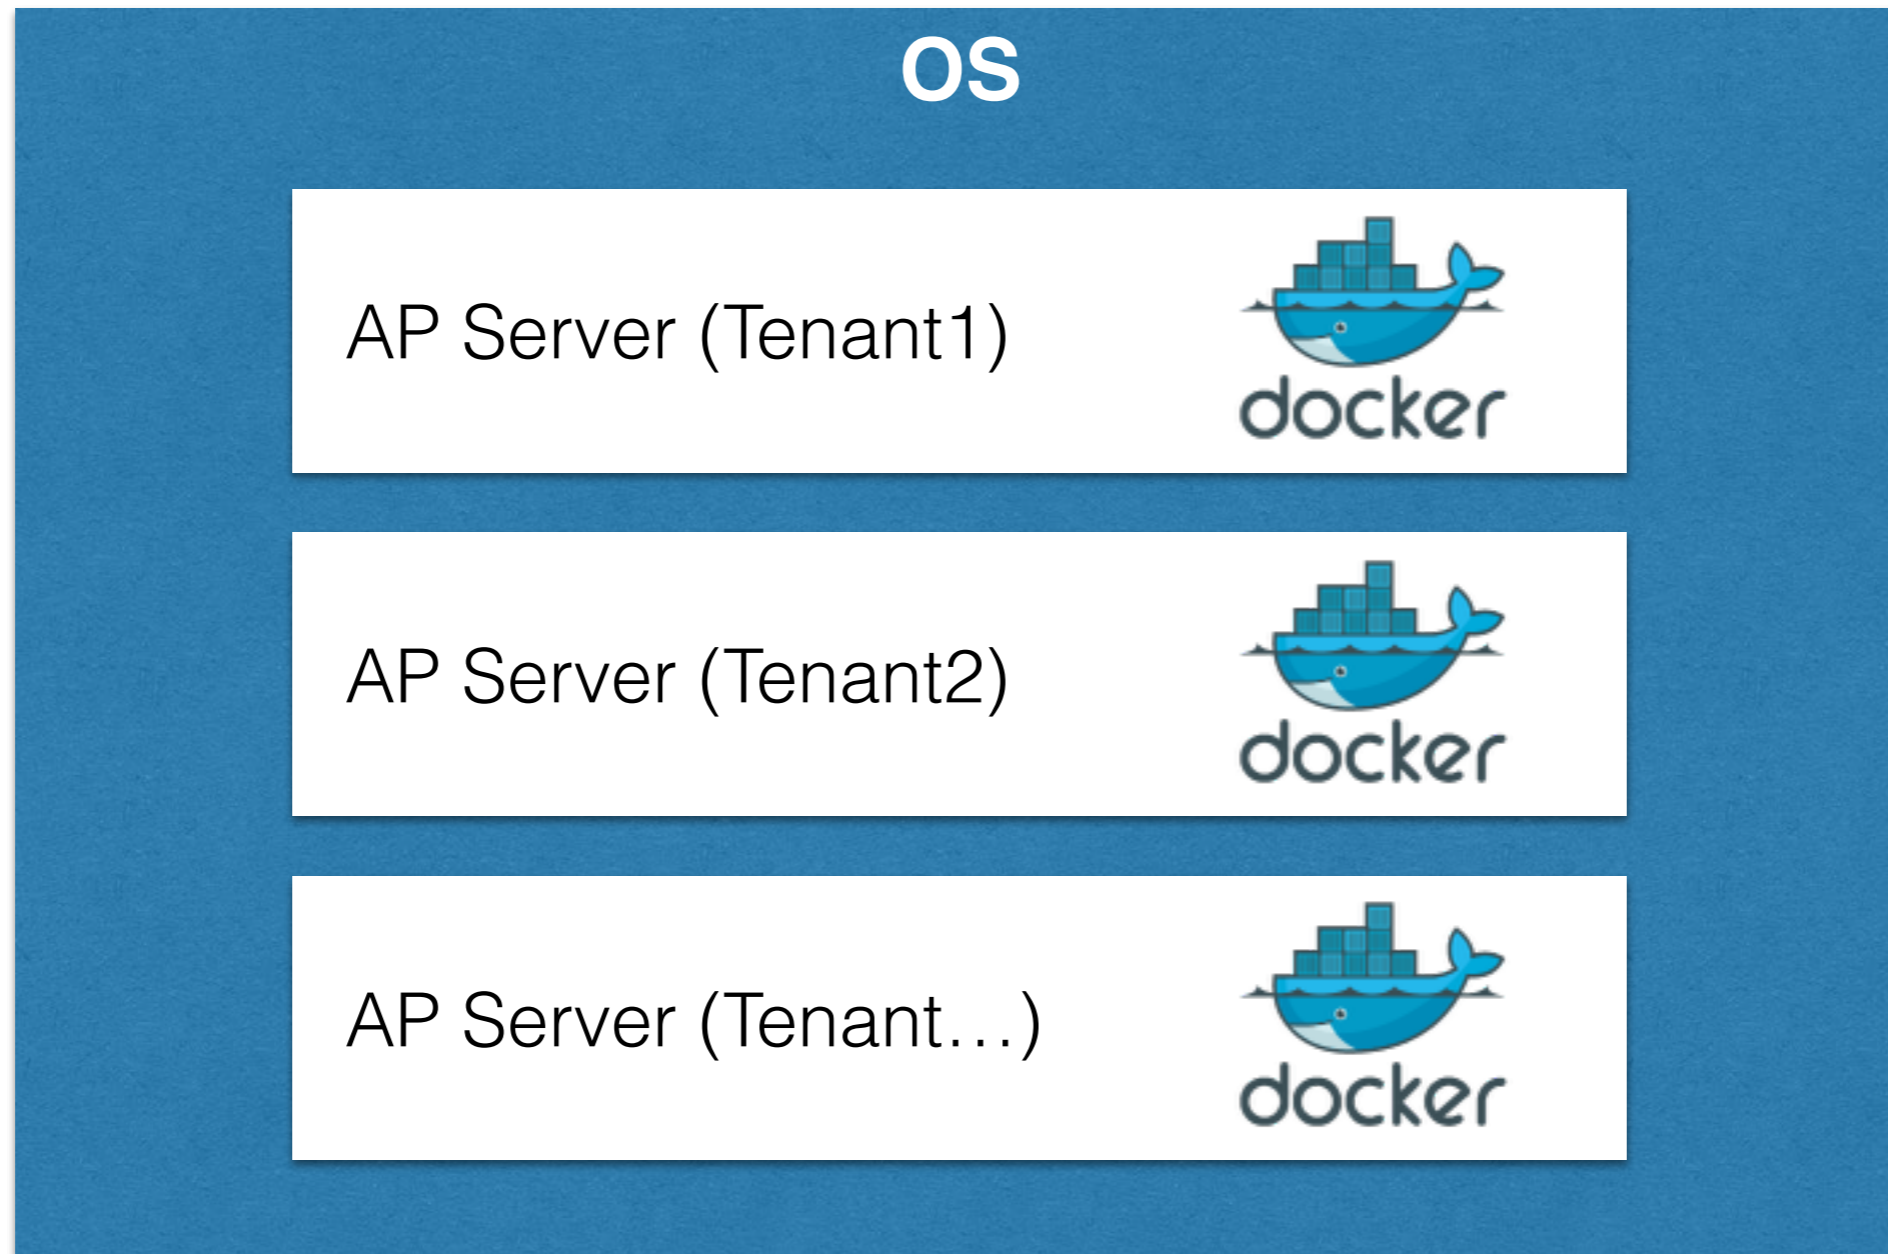 OS
AP Server (Tenant1)
docker
AP Server (Tenant2)
docker
AP Server (Tenant…)
docker